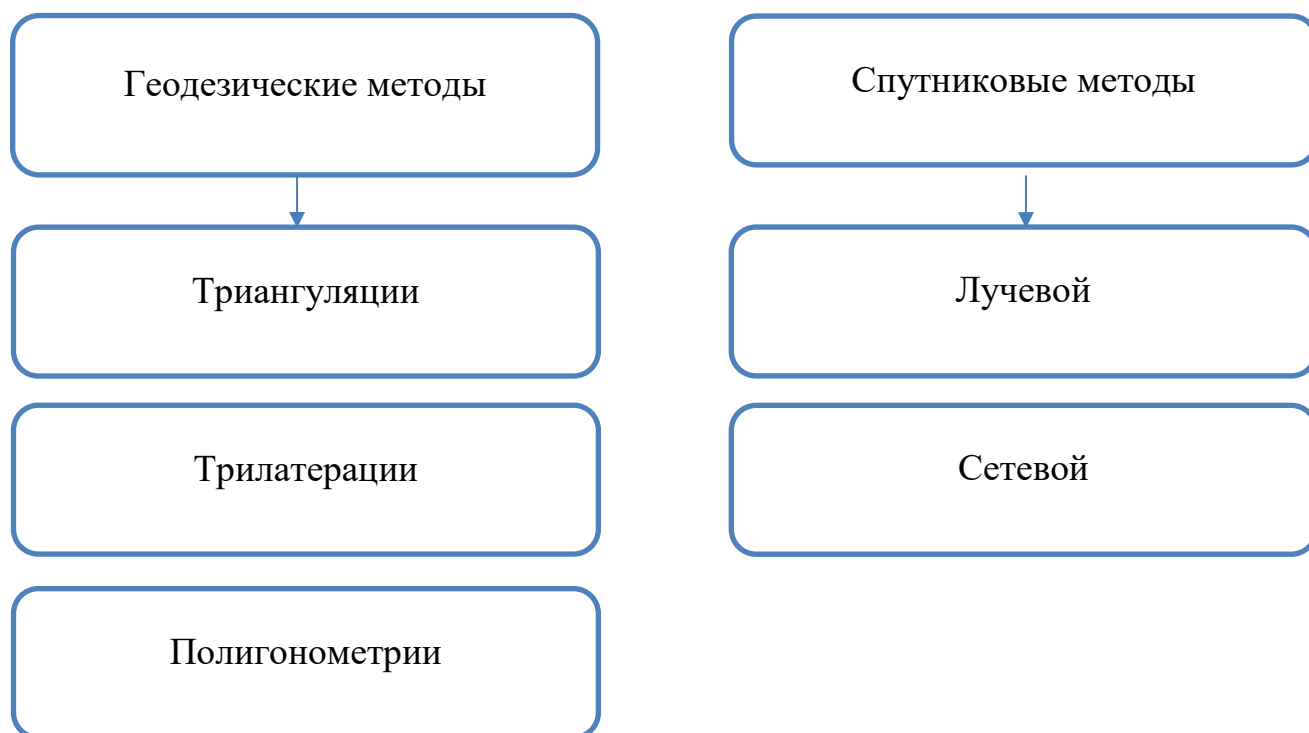 Геодезические методы
Спутниковые методы
Триангуляции
Лучевой
Трилатерации
Сетевой
Полигонометрии